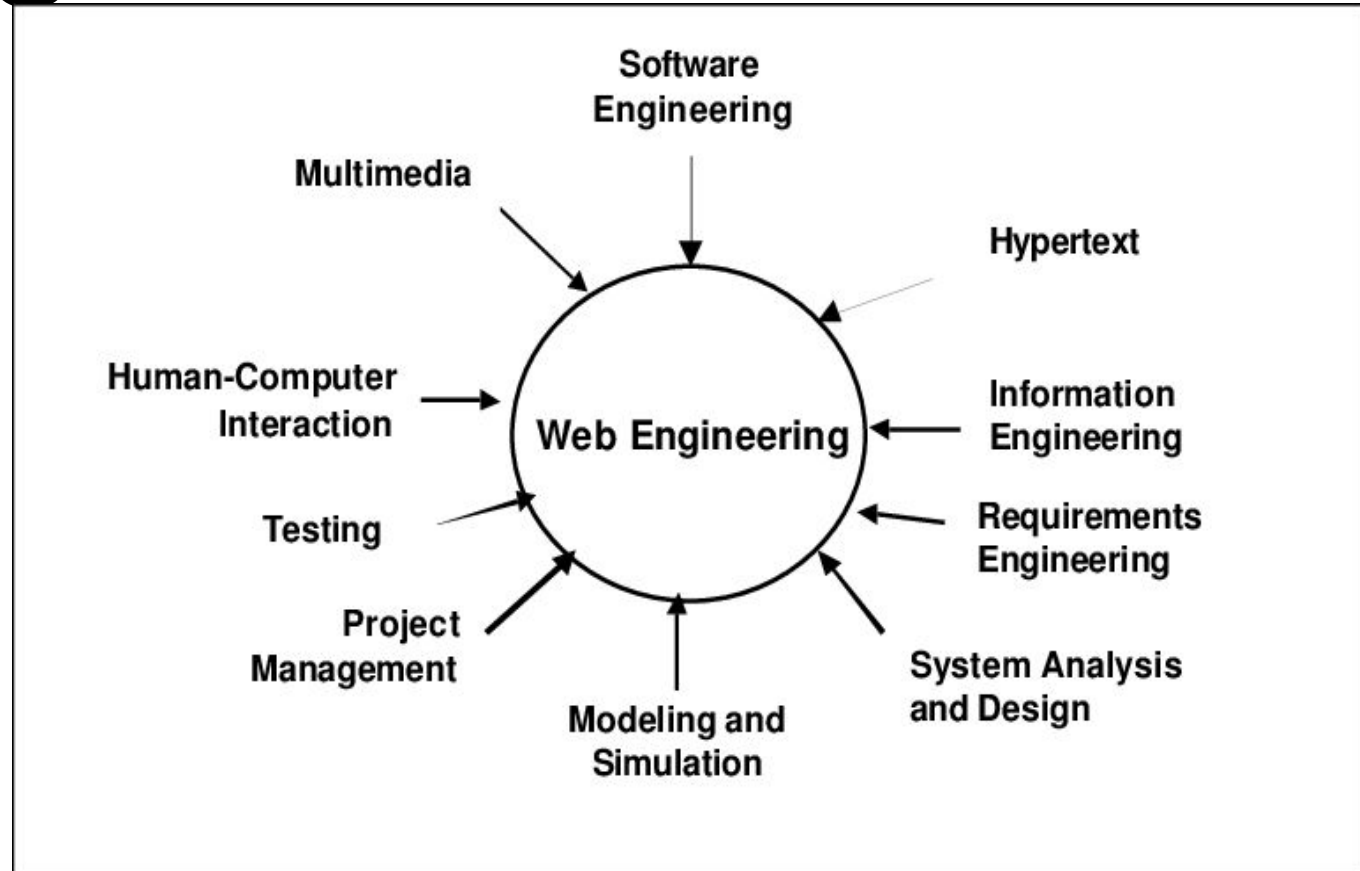 Software
Engineering
Multimedia
Hypertext
Human-Computer
Interaction
Web Engineering
Information
Engineering
Testing
Requirements
Engineering
Project
Management
System Analysis
and Design
Modeling and
Simulation